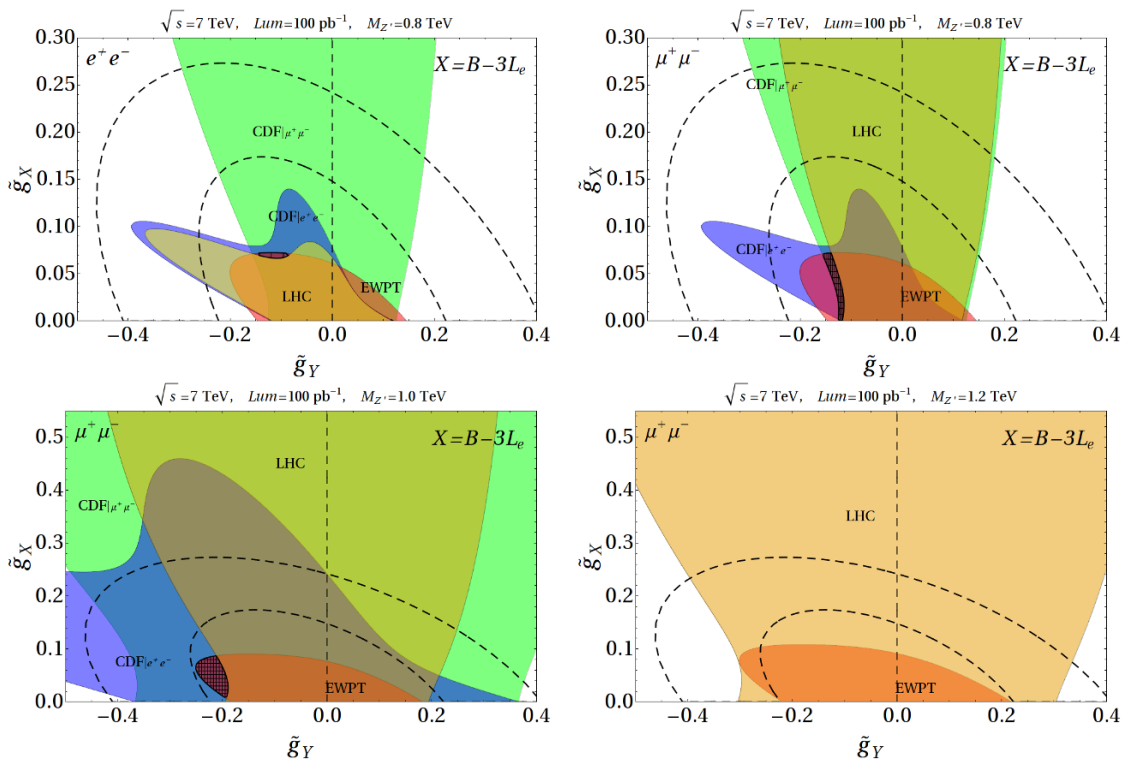 √s = 7 TeV, Lum=100 pb⁻¹, M_Z' = 0.8 TeV
e⁺e⁻
X = B − 3L_e
CDF|μ⁺μ⁻
CDF|e⁺e⁻
LHC
EWPT
0.30
0.25
0.20
0.15
0.10
0.05
0.00
g̃_X
−0.4 −0.2 0.0 0.2 0.4
g̃_Y
√s = 7 TeV, Lum=100 pb⁻¹, M_Z' = 0.8 TeV
μ⁺μ⁻
X = B − 3L_e
CDF|μ⁻μ⁻
LHC
CDF|e⁺e⁻
EWPT
0.30
0.25
0.20
0.15
0.10
0.05
0.00
g̃_X
−0.4 −0.2 0.0 0.2 0.4
g̃_Y
√s = 7 TeV, Lum=100 pb⁻¹, M_Z' = 1.0 TeV
μ⁺μ⁻
X = B − 3L_e
LHC
CDF|μ⁺μ⁻
CDF|e⁺e⁻
EWPT
0.5
0.4
0.3
0.2
0.1
0.0
g̃_X
−0.4 −0.2 0.0 0.2 0.4
g̃_Y
√s = 7 TeV, Lum=100 pb⁻¹, M_Z' = 1.2 TeV
μ⁺μ⁻
X = B − 3L_e
LHC
EWPT
0.5
0.4
0.3
0.2
0.1
0.0
g̃_X
−0.4 −0.2 0.0 0.2 0.4
g̃_Y